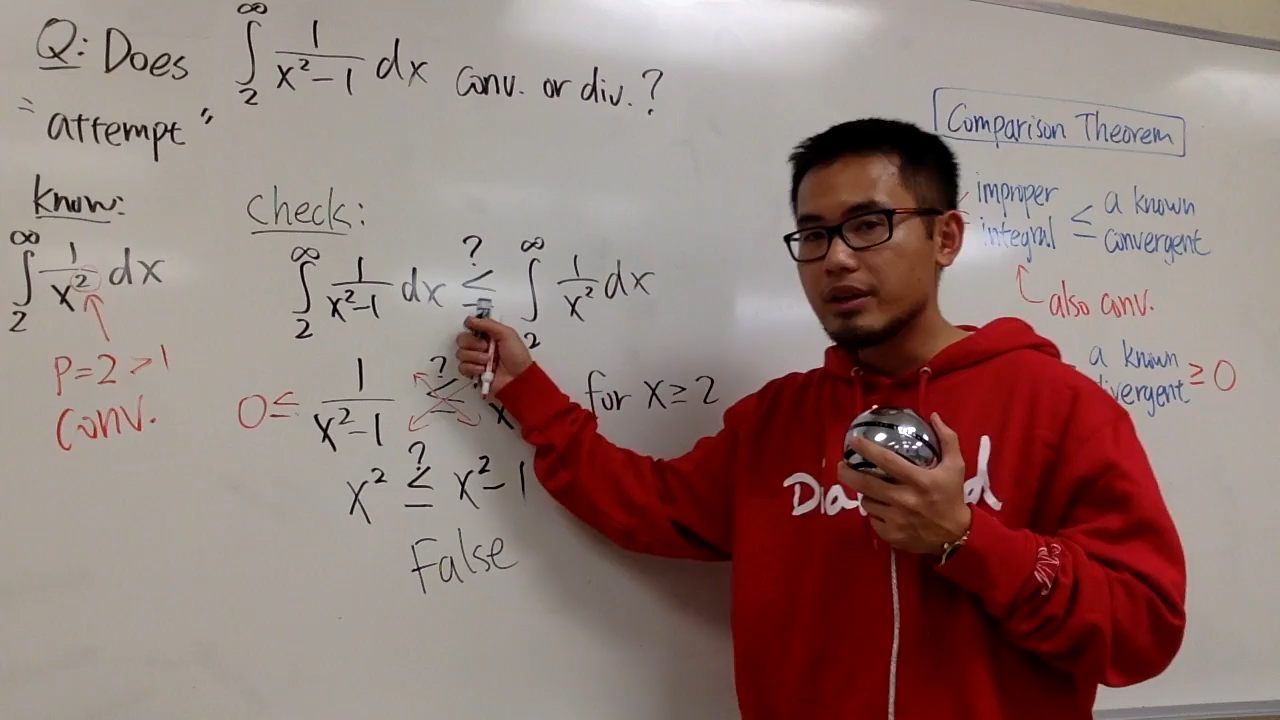 Q: Does ∫₂^∞ 1/(x²-1) dx conv. or div.?
"attempt"
know:
∫₂^∞ 1/x² dx
p=2>1
conv.
check:
∫₂^∞ 1/(x²-1) dx ≤? ∫₂^∞ 1/x² dx
0≤ 1/(x²-1) ≤? x for x≥2
x² ≤? x²-1
False
Comparison Theorem
improper integral ≤ a known convergent
also conv.
a known
≥0